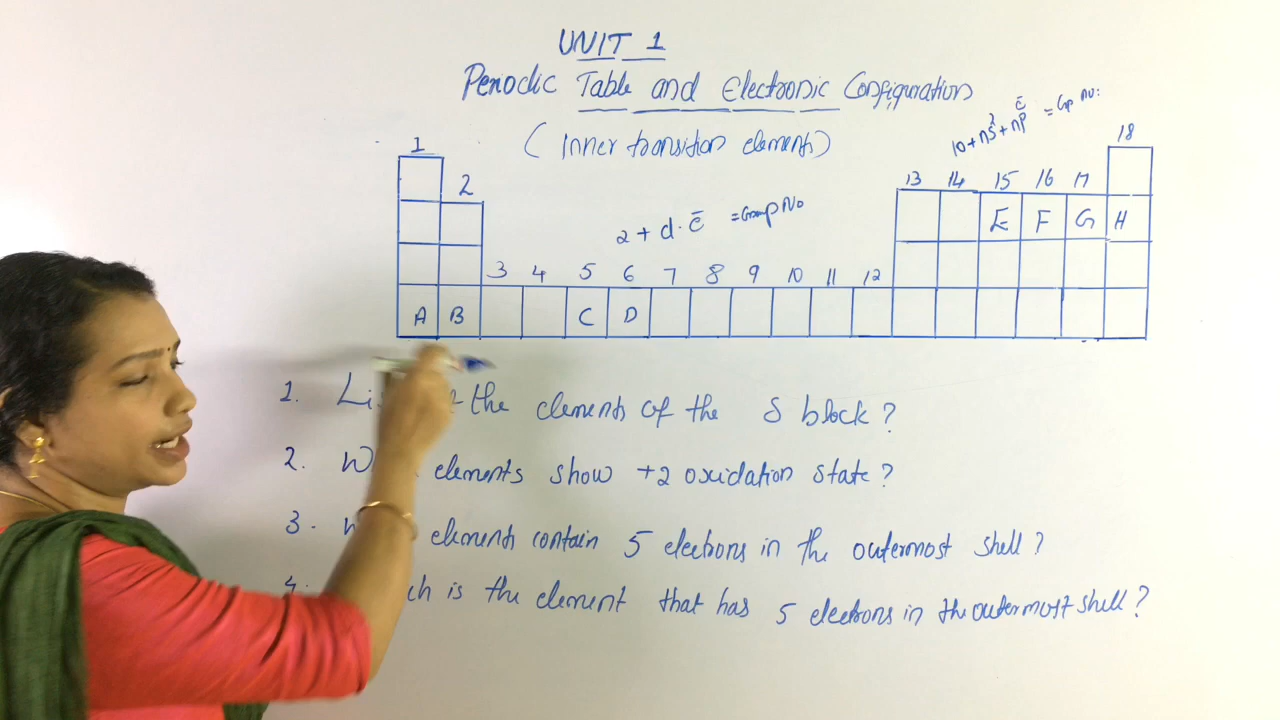 UNIT 1
Periodic Table and Electronic Configuration
(Inner transition elements)
10 + ns² + np e̅ = Gp no:
1
18
2
13 14 15 16 17
2 + d · e̅ = Group No
E F G H
3 4 5 6 7 8 9 10 11 12
A B C D
1. the elements of the S block?
2. elements show +2 oxidation state?
3. elements contain 5 electrons in the outermost shell?
4. is the element that has 5 electrons in the outermost shell?